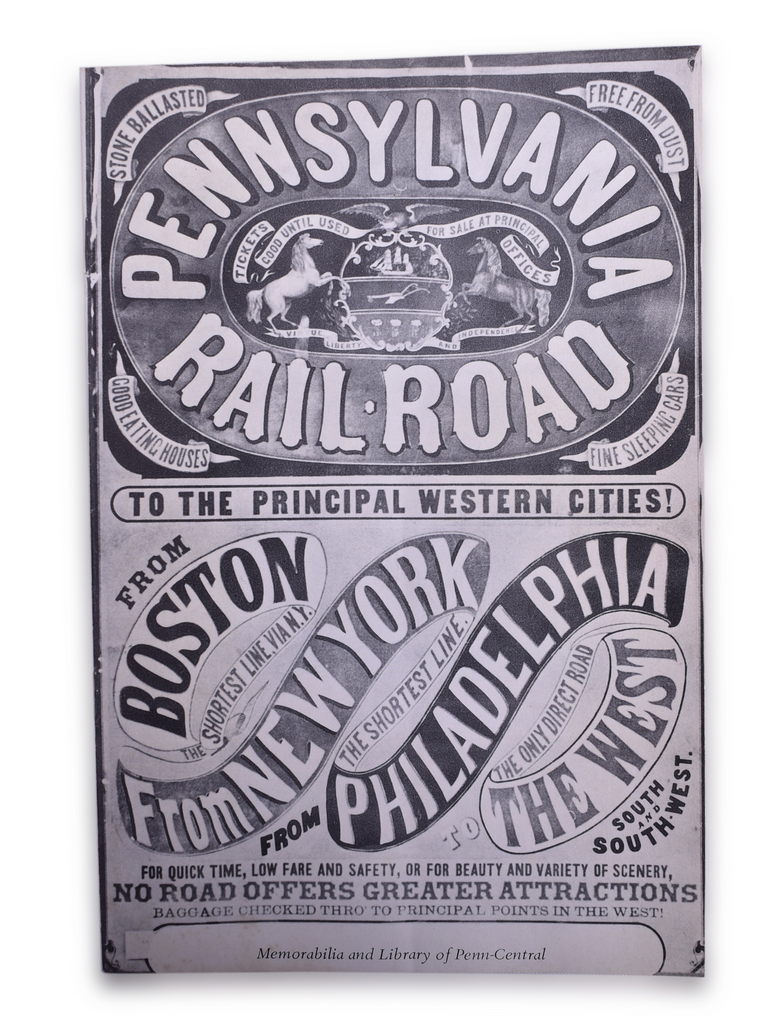 STONE BALLASTED
FREE FROM DUST
PENNSYLVANIA
TICKETS GOOD UNTIL USED
FOR SALE AT PRINCIPAL OFFICES
VIRTUE LIBERTY AND INDEPENDENCE
RAIL-ROAD
GOOD EATING HOUSES
FINE SLEEPING CARS
TO THE PRINCIPAL WESTERN CITIES!
FROM
BOSTON
THE SHORTEST LINE. VIA N.Y.
From NEW YORK
THE SHORTEST LINE.
FROM PHILADELPHIA
THE ONLY DIRECT ROAD
TO THE WEST
SOUTH
AND
SOUTH-WEST.
FOR QUICK TIME, LOW FARE AND SAFETY, OR FOR BEAUTY AND VARIETY OF SCENERY,
NO ROAD OFFERS GREATER ATTRACTIONS
BAGGAGE CHECKED THRO' TO PRINCIPAL POINTS IN THE WEST!
Memorabilia and Library of Penn-Central